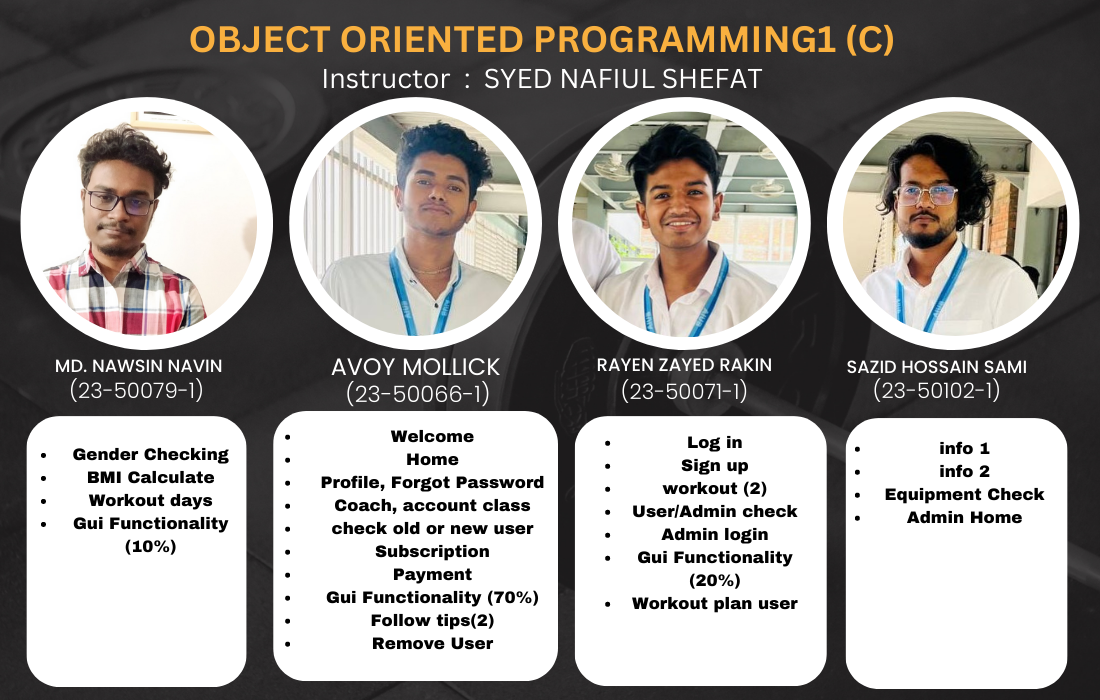 OBJECT ORIENTED PROGRAMMING1 (C)
Instructor : SYED NAFIUL SHEFAT
MD. NAWSIN NAVIN
(23-50079-1)
• Gender Checking
• BMI Calculate
• Workout days
• Gui Functionality
(10%)
AVOY MOLLICK
(23-50066-1)
• Welcome
• Home
• Profile, Forgot Password
• Coach, account class
• check old or new user
• Subscription
• Payment
• Gui Functionality (70%)
• Follow tips(2)
• Remove User
RAYEN ZAYED RAKIN
(23-50071-1)
• Log in
• Sign up
• workout (2)
• User/Admin check
• Admin login
• Gui Functionality
(20%)
• Workout plan user
SAZID HOSSAIN SAMI
(23-50102-1)
• info 1
• info 2
• Equipment Check
• Admin Home